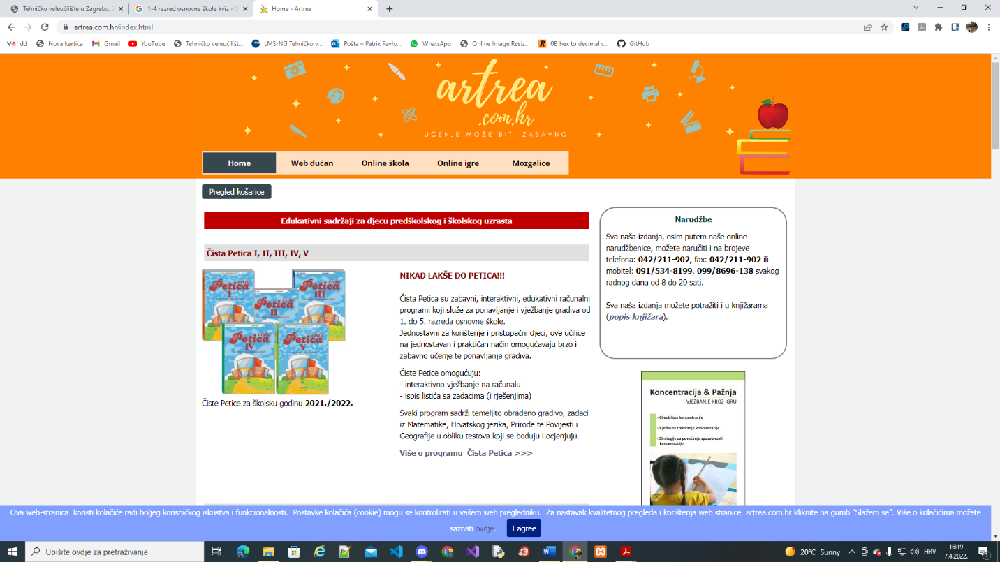 Tehničko veleučilište u Zagrebu, 
1-4 razred osnovne škole kviz - G
Home - Artrea
artrea.com.hr/index.html
dd
Nova kartica
Gmail
YouTube
Tehničko veleučilišt...
LMS-NG Tehničko v...
Pošta – Patrik Pavlo...
WhatsApp
Online Image Resiz...
0B hex to decimal c...
GitHub
artrea
.com.hr
UČENJE MOŽE BITI ZABAVNO
Home
Web dućan
Online škola
Online igre
Mozgalice
Pregled košarice
Edukativni sadržaji za djecu predškolskog i školskog uzrasta
Čista Petica I, II, III, IV, V
čista Petica I
čista Petica II
čista Petica III
čista Petica IV
čista Petica V
Čiste Petice za školsku godinu 2021./2022.
NIKAD LAKŠE DO PETICA!!!
Čista Petica su zabavni, interaktivni, edukativni računalni
programi koji služe za ponavljanje i vježbanje gradiva od
1. do 5. razreda osnovne škole.
Jednostavni za korištenje i pristupačni djeci, ove učilice
na jednostavan i praktičan način omogućavaju brzo i
zabavno učenje te ponavljanje gradiva.
Čiste Petice omogućuju:
- interaktivno vježbanje na računalu
- ispis listića sa zadacima (i rješenjima)
Svaki program sadrži temeljito obrađeno gradivo, zadaci
iz Matematike, Hrvatskog jezika, Prirode te Povijesti i
Geografije u obliku testova koji se boduju i ocjenjuju.
Više o programu  Čista Petica >>>
Narudžbe
Sva naša izdanja, osim putem naše online
narudžbenice, možete naručiti i na brojeve
telefona: 042/211-902, fax: 042/211-902 ili
mobitel: 091/534-8199, 099/8696-138 svakog
radnog dana od 8 do 20 sati.
Sva naša izdanja možete potražiti i u knjižarama
(popis knjižara).
Koncentracija & Pažnja
VJEŽBANJE KROZ IGRU
Check lista koncentracije
Vježbe za treniranje koncentracije
Strategije za povećanje sposobnosti
koncentracije
Ova web-stranica  koristi kolačiće radi boljeg korisničkog iskustva i funkcionalnosti.  Postavke kolačića (cookie) mogu se kontrolirati u vašem web pregledniku.  Za nastavak kvalitetnog pregleda i korištenja web stranice  artrea.com.hr kliknite na gumb "Slažem se". Više o kolačićima možete
saznati ovdje.
I agree
Upišite ovdje za pretraživanje
20°C  Sunny
HRV
16:19
7.4.2022.
1